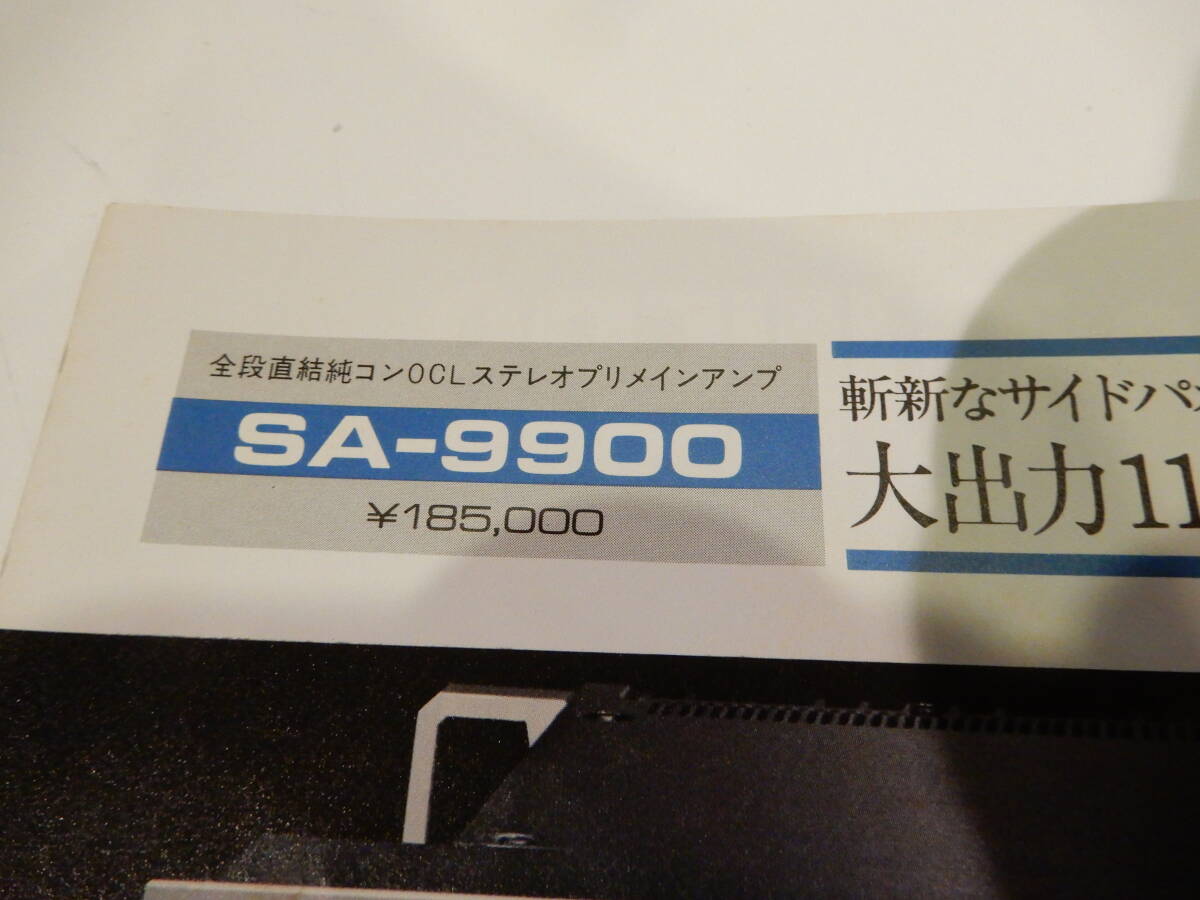 全段直結純コンOCLステレオプリメインアンプ
SA-9900
¥185,000
斬新なサイドパ
大出力11